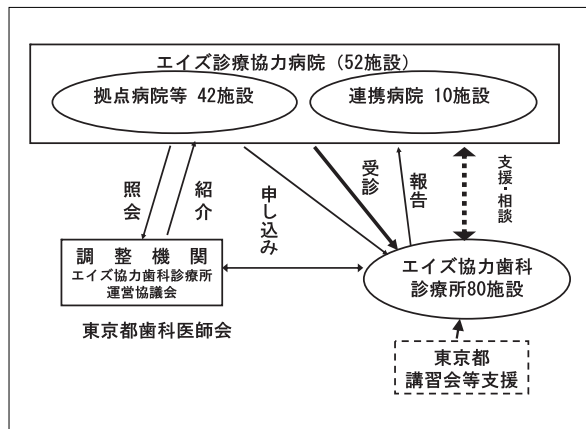 エイズ診療協力病院（52施設）
拠点病院等 42施設
連携病院 10施設
照会
紹介
申し込み
受診
報告
支援・相談
調整機関
エイズ協力歯科診療所
運営協議会
エイズ協力歯科
診療所80施設
東京都歯科医師会
東京都
講習会等支援